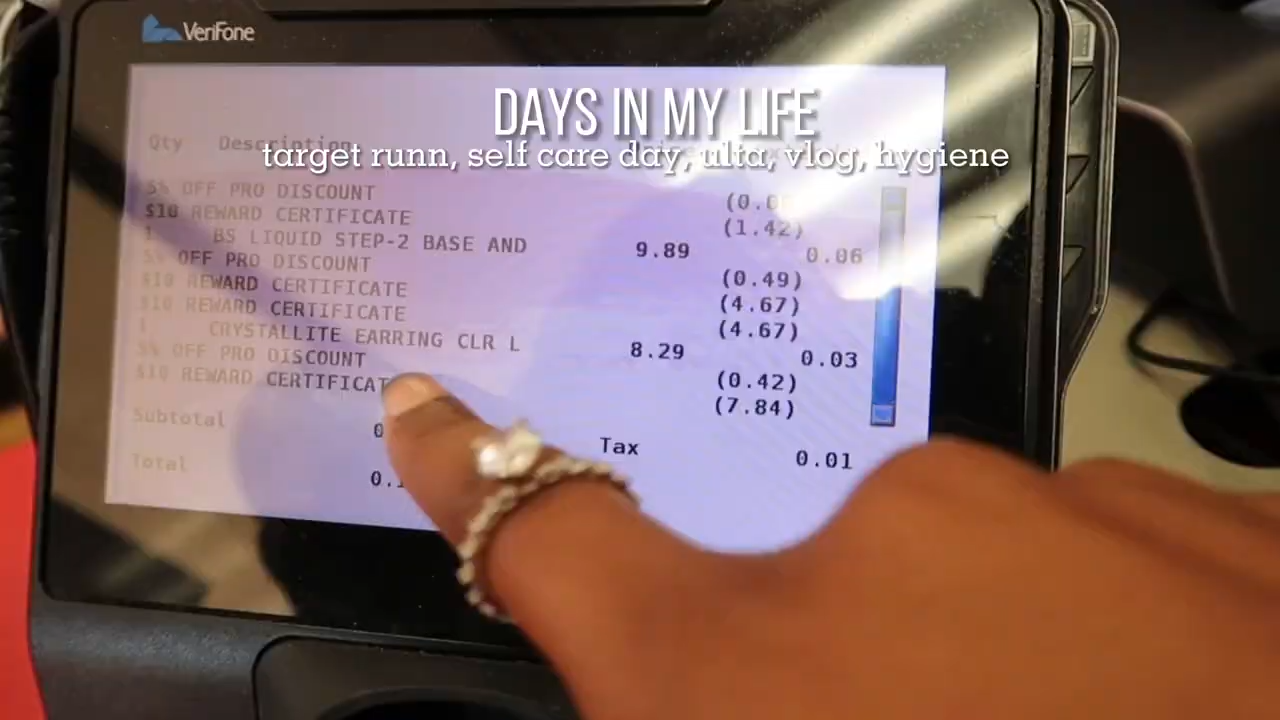 VeriFone
DAYS IN MY LIFE
target runn, self care day, ulta, vlog, hygiene
Qty Description
5% OFF PRO DISCOUNT
$10 REWARD CERTIFICATE (1.42)
1 BS LIQUID STEP-2 BASE AND 9.89 0.06
5% OFF PRO DISCOUNT (0.49)
$10 REWARD CERTIFICATE (4.67)
$10 REWARD CERTIFICATE (4.67)
1 CRYSTALLITE EARRING CLR L 8.29 0.03
5% OFF PRO DISCOUNT (0.42)
$10 REWARD CERTIFICAT (7.84)
Subtotal Tax 0.01
Total